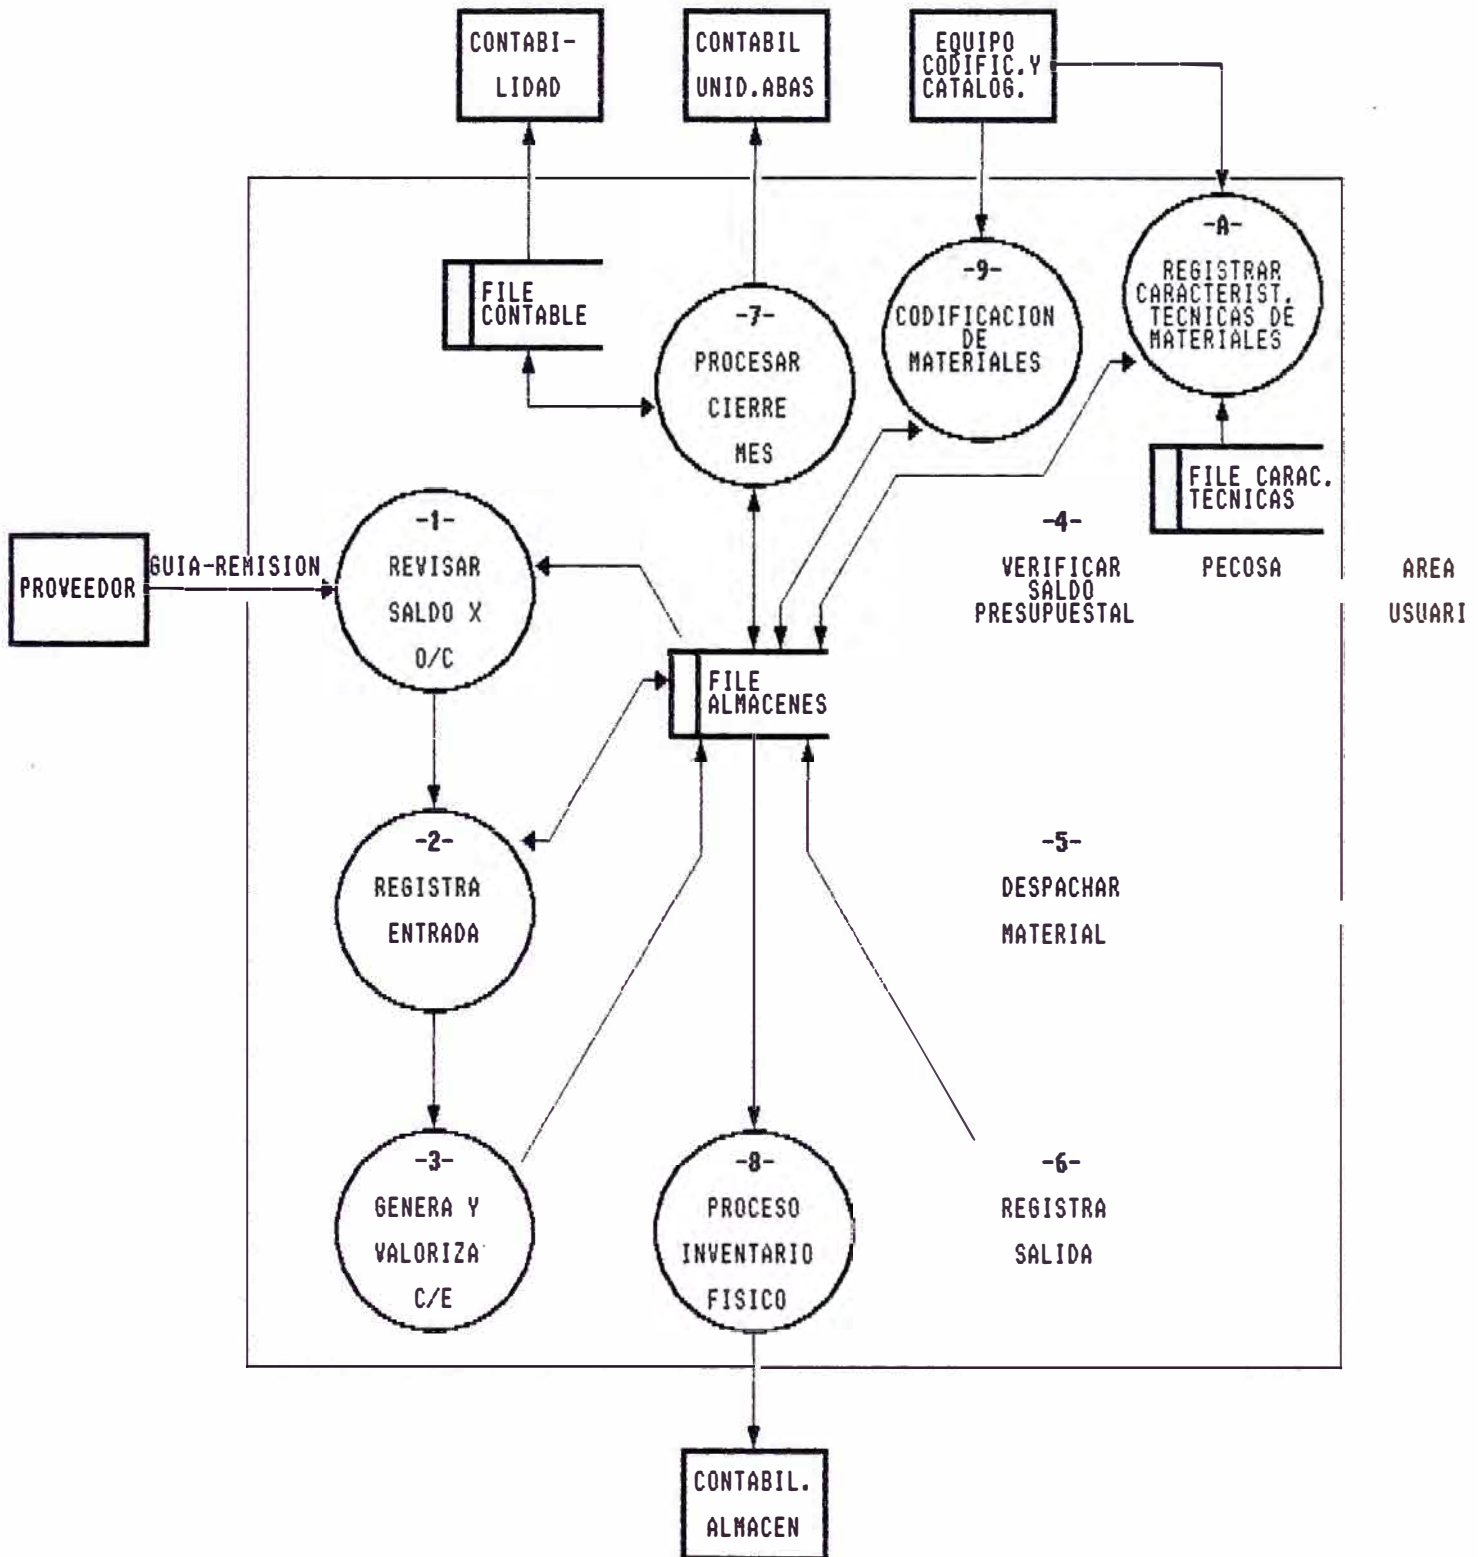 CONTABI-
LIDAD
CONTABIL
UNID.ABAS
EQUIPO
CODIFIC.Y
CATALOG.
-A-
REGISTRAR
CARACTERIST.
TECNICAS DE
MATERIALES
-9-
CODIFICACION
DE
MATERIALES
FILE
CONTABLE
-7-
PROCESAR
CIERRE
MES
FILE CARAC.
TECNICAS
PROVEEDOR
GUIA-REMISION
-1-
REVISAR
SALDO X
O/C
-4-
VERIFICAR
SALDO
PRESUPUESTAL
PECOSA
AREA
USUARI
FILE
ALMACENES
-2-
REGISTRA
ENTRADA
-5-
DESPACHAR
MATERIAL
-3-
GENERA Y
VALORIZA
C/E
-8-
PROCESO
INVENTARIO
FISICO
-6-
REGISTRA
SALIDA
CONTABIL.
ALMACEN